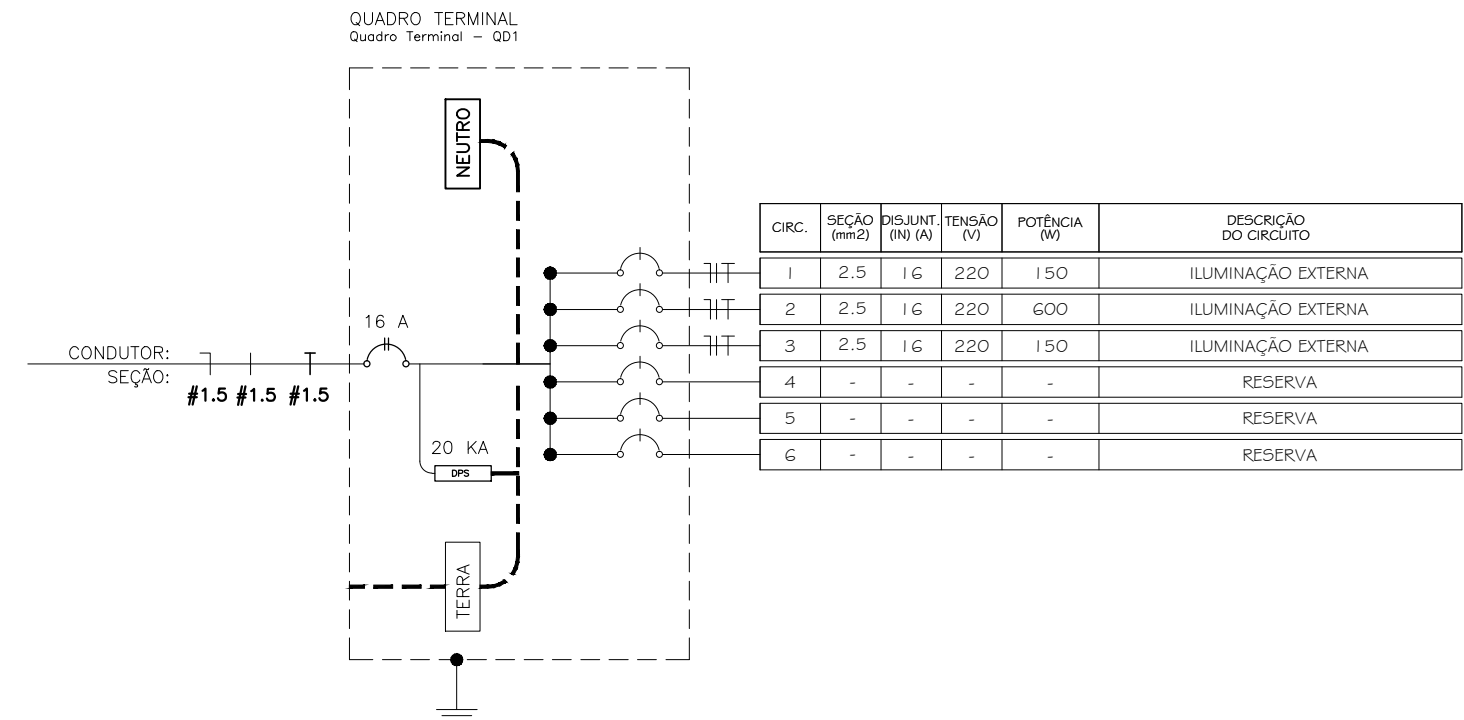 QUADRO TERMINAL
Quadro Terminal - QD1
NEUTRO
CIRC. SEÇÃO (mm2) DISJUNT. (IN) (A) TENSÃO (V) POTÊNCIA (W) DESCRIÇÃO DO CIRCUITO
1 2.5 16 220 150 ILUMINAÇÃO EXTERNA
2 2.5 16 220 600 ILUMINAÇÃO EXTERNA
3 2.5 16 220 150 ILUMINAÇÃO EXTERNA
4 - - - - RESERVA
5 - - - - RESERVA
6 - - - - RESERVA
16 A
CONDUTOR:
SEÇÃO:
#1.5 #1.5 #1.5
20 KA
DPS
TERRA